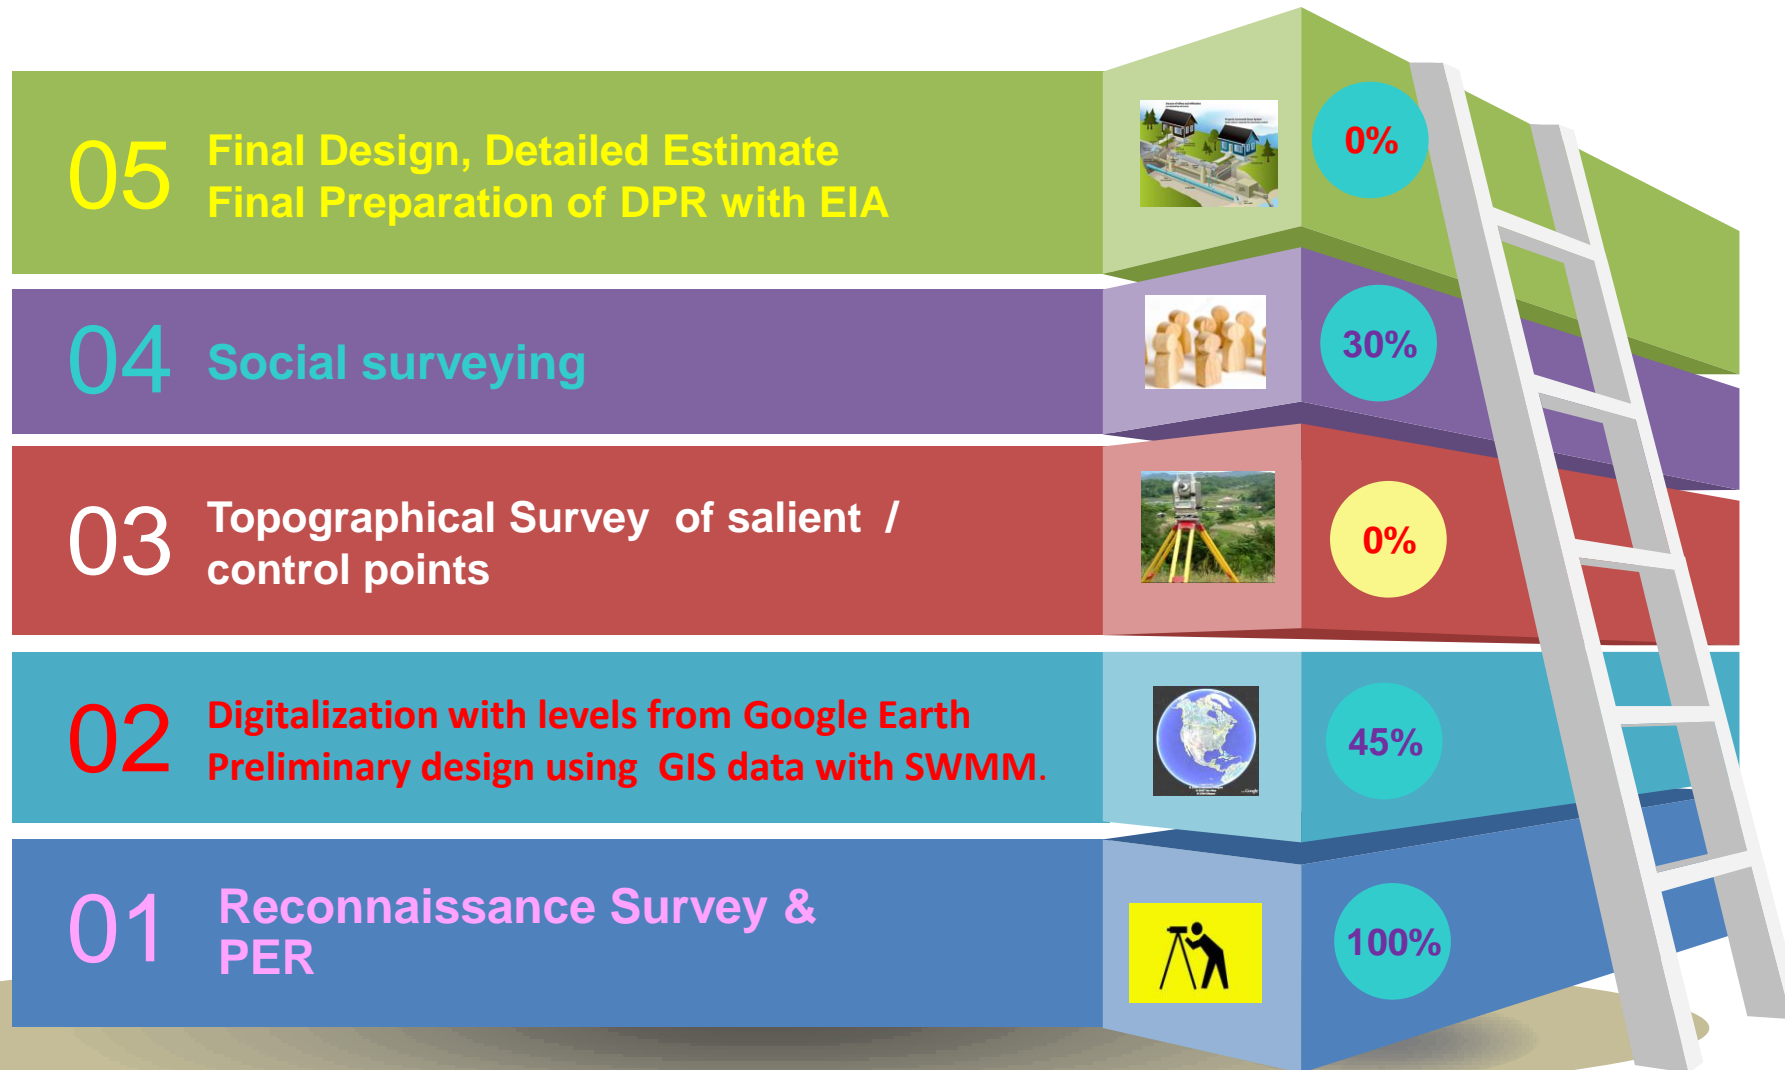 05
Final Design, Detailed Estimate
Final Preparation of DPR with EIA
0%
04
Social surveying
30%
03
Topographical Survey of salient /
control points
0%
02
Digitalization with levels from Google Earth
Preliminary design using GIS data with SWMM.
45%
01
Reconnaissance Survey &
PER
100%